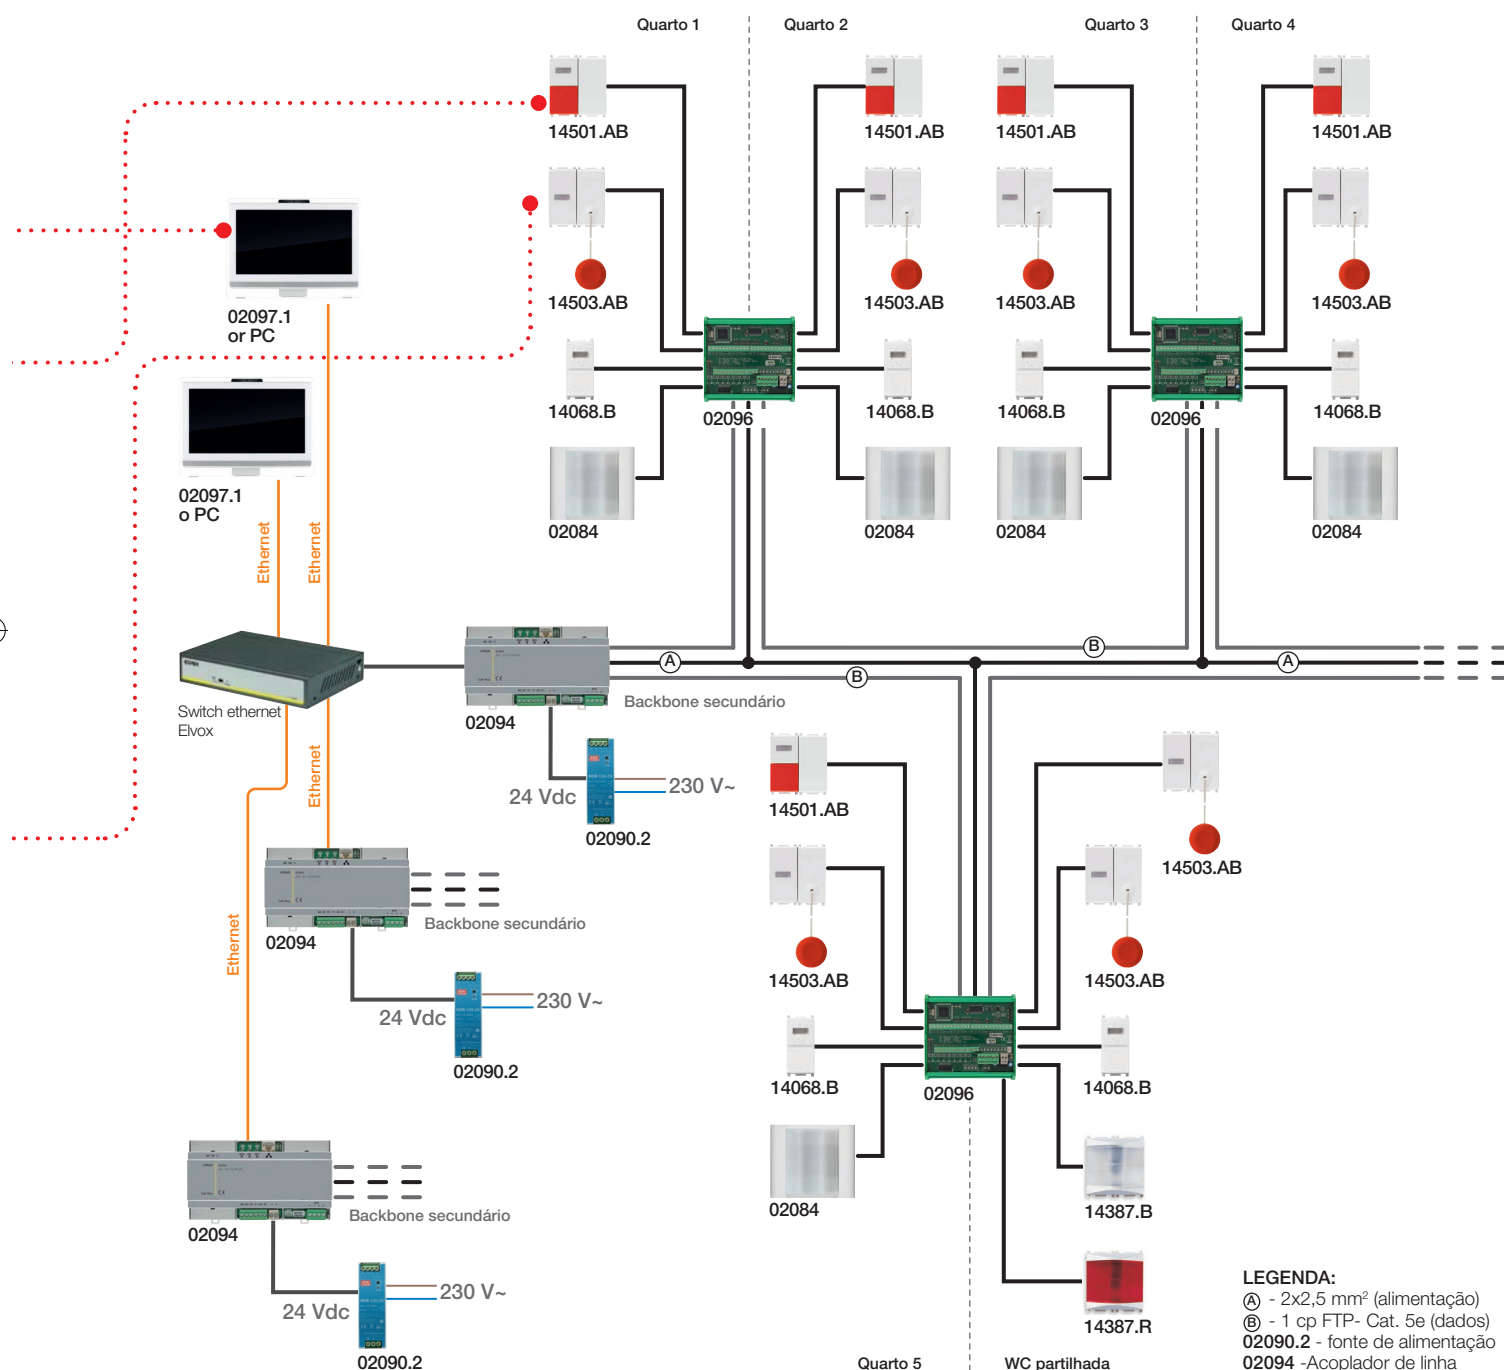 Quarto 1
Quarto 2
Quarto 3
Quarto 4
14501.AB
14501.AB
14501.AB
14501.AB
14503.AB
14503.AB
14503.AB
14503.AB
02097.1
or PC
14068.B
14068.B
14068.B
14068.B
02096
02096
02097.1
o PC
02084
02084
02084
02084
Ethernet
Ethernet
A
B
B
A
Switch ethernet
Elvox
02094
Backbone secundário
24 Vdc
230 V~
02090.2
Ethernet
14501.AB
14503.AB
14503.AB
14503.AB
02094
Backbone secundário
Ethernet
24 Vdc
230 V~
02090.2
14068.B
02096
14068.B
02084
14387.B
02094
Backbone secundário
24 Vdc
230 V~
02090.2
14387.R
Quarto 5
WC partilhada
LEGENDA:
A - 2x2,5 mm² (alimentação)
B - 1 cp FTP- Cat. 5e (dados)
02090.2 - fonte de alimentação
02094 -Acoplador de linha